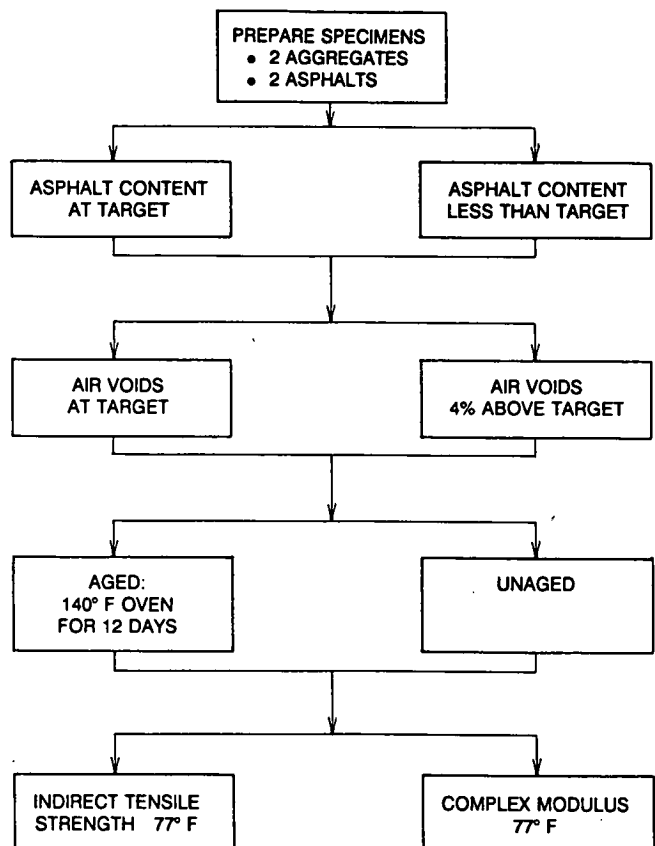 PREPARE SPECIMENS
• 2 AGGREGATES
• 2 ASPHALTS
ASPHALT CONTENT
AT TARGET
ASPHALT CONTENT
LESS THAN TARGET
AIR VOIDS
AT TARGET
AIR VOIDS
4% ABOVE TARGET
AGED:
140° F OVEN
FOR 12 DAYS
UNAGED
INDIRECT TENSILE
STRENGTH 77° F
COMPLEX MODULUS
77° F